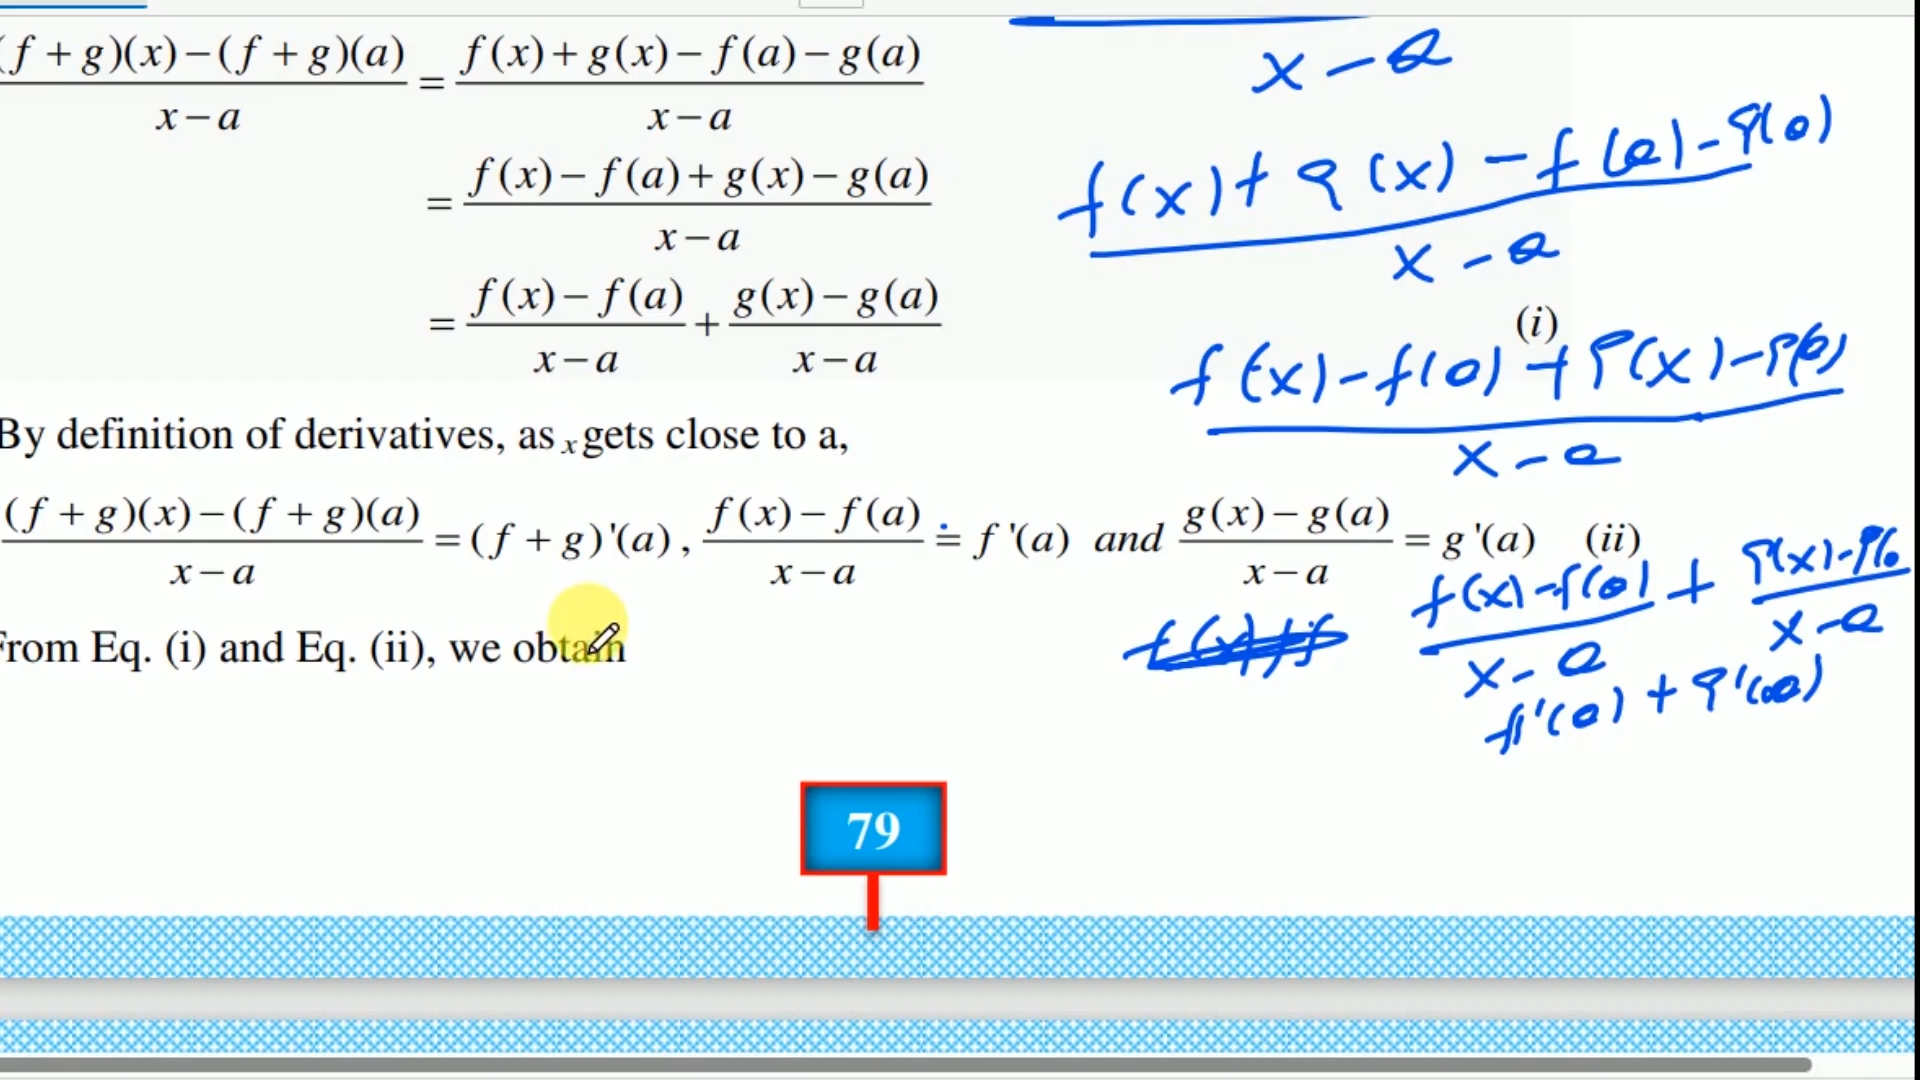 (f + g)(x) − (f + g)(a) / x − a = f(x) + g(x) − f(a) − g(a) / x − a
= f(x) − f(a) + g(x) − g(a) / x − a
= f(x) − f(a) / x − a + g(x) − g(a) / x − a (i)
By definition of derivatives, as x gets close to a,
(f + g)(x) − (f + g)(a) / x − a = (f + g)'(a), f(x) − f(a) / x − a = f '(a) and g(x) − g(a) / x − a = g '(a) (ii)
From Eq. (i) and Eq. (ii), we obtain
79
x − a
f(x) + g(x) − f(a) − g(a) / x − a
f(x) − f(a) + g(x) − g(a) / x − a
f(x) − f(a) / x − a + g(x) − g(a / x − a
f'(a) + g'(a)